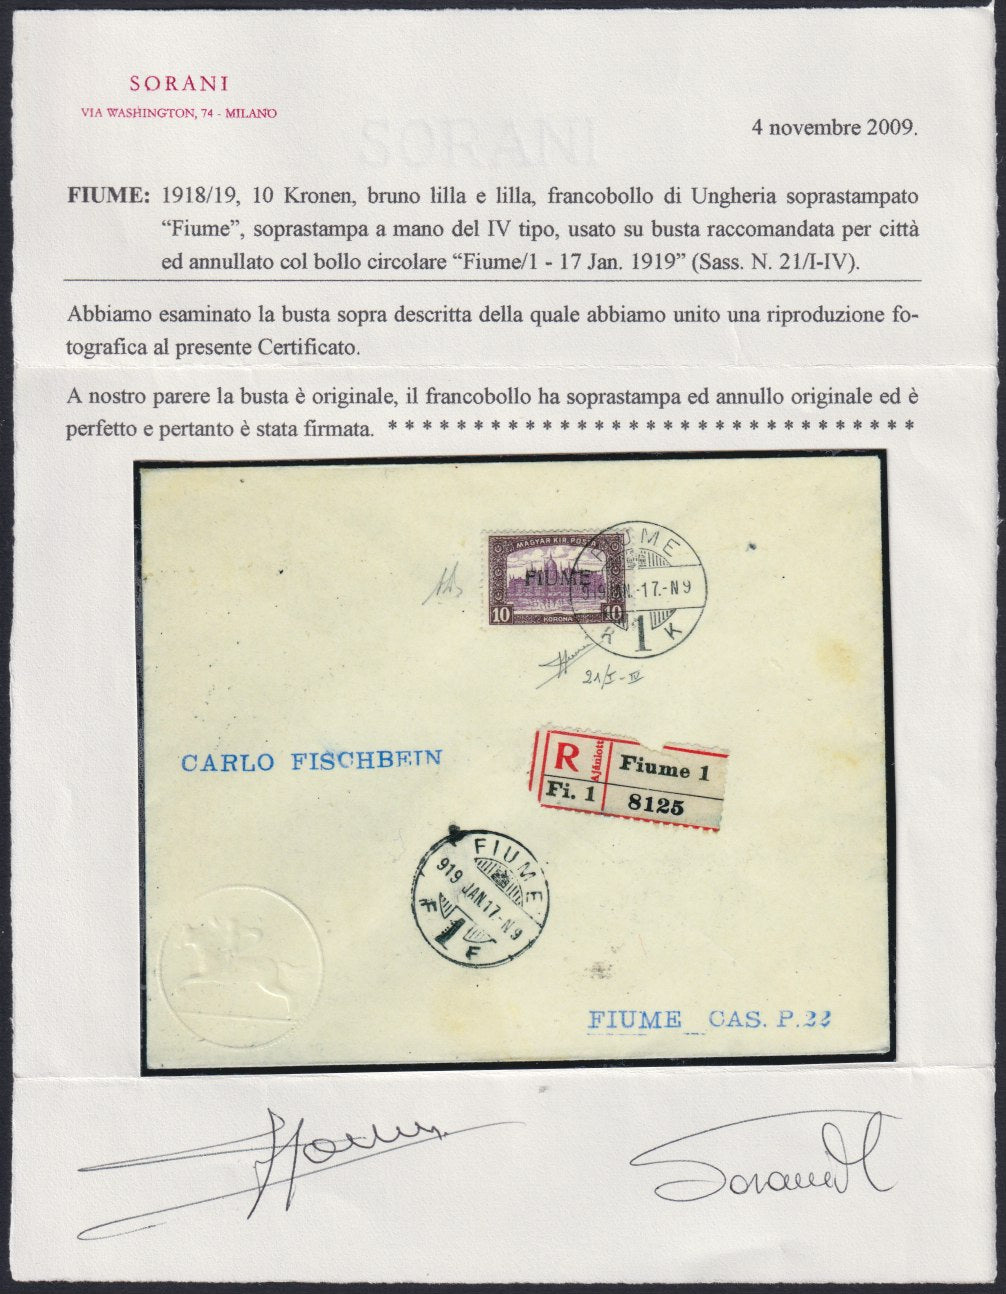 SORANI
VIA WASHINGTON, 74 - MILANO
SORANI
4 novembre 2009.
FIUME: 1918/19, 10 Kronen, bruno lilla e lilla, francobollo di Ungheria soprastampato
“Fiume”, soprastampa a mano del IV tipo, usato su busta raccomandata per città
ed annullato col bollo circolare “Fiume/1 - 17 Jan. 1919” (Sass. N. 21/I-IV).
Abbiamo esaminato la busta sopra descritta della quale abbiamo unito una riproduzione fo-
tografica al presente Certificato.
A nostro parere la busta è originale, il francobollo ha soprastampa ed annullo originale ed è
perfetto e pertanto è stata firmata. * * * * * * * * * * * * * * * * * * * * * * * * * * * * * * *
MAGYAR KIR. POSTA
FIUME
10 KORONA 10
FIUME
919 JAN.-17.-N9
K 1 K
21/I-IV
CARLO FISCHBEIN
R Ajánlott Fiume 1
Fi. 1 8125
FIUME
919 JAN.17.-N9
F 1 F
FIUME CAS. P.22
Sorani